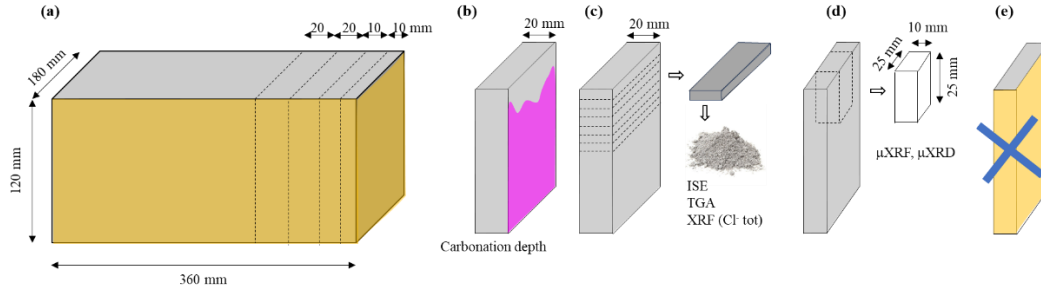 (a)
20 20 10 10 mm
180 mm
120 mm
360 mm
(b)
20 mm
Carbonation depth
(c)
20 mm
ISE
TGA
XRF (Cl⁻ tot)
(d)
10 mm
25 mm
25 mm
μXRF, μXRD
(e)